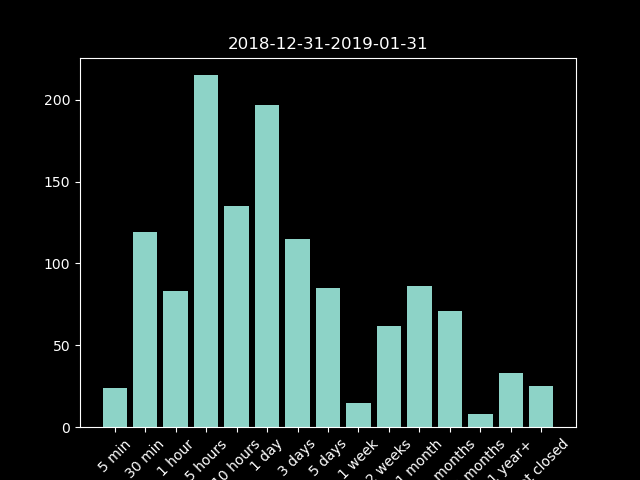 2018-12-31-2019-01-31
200
150
100
50
0
5 min
30 min
1 hour
5 hours
10 hours
1 day
3 days
5 days
1 week
2 weeks
1 month
months
months
1 year+
closed